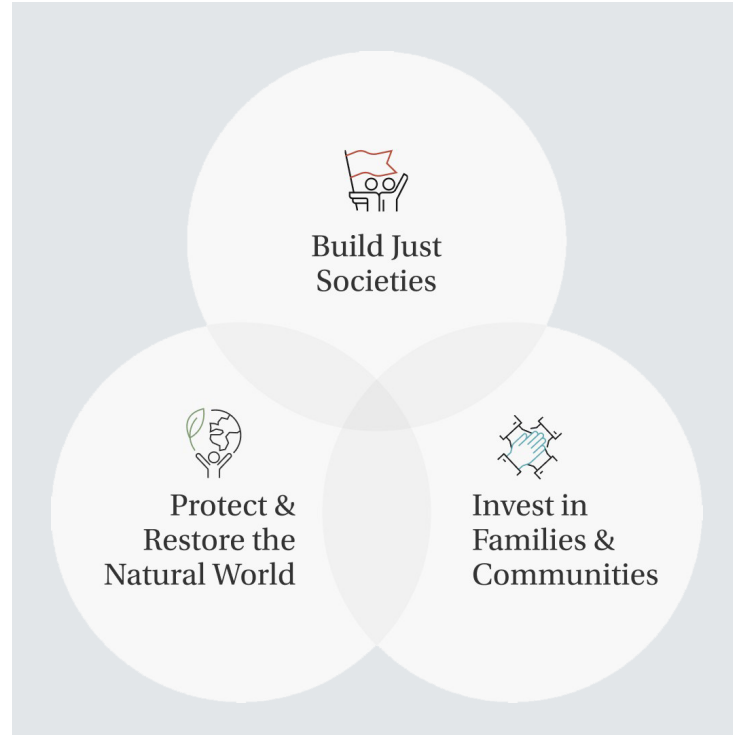 Build Just
Societies
Protect &
Restore the
Natural World
Invest in
Families &
Communities